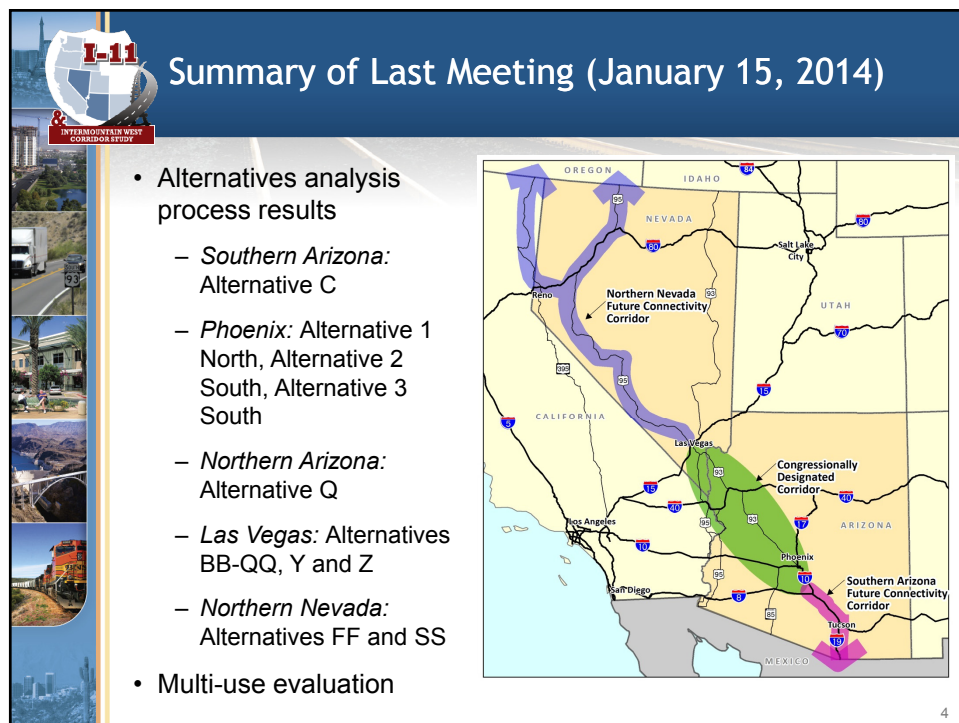 I-11
&
INTERMOUNTAIN WEST
CORRIDOR STUDY
Summary of Last Meeting (January 15, 2014)
93
• Alternatives analysis
process results
– Southern Arizona:
Alternative C
– Phoenix: Alternative 1
North, Alternative 2
South, Alternative 3
South
– Northern Arizona:
Alternative Q
– Las Vegas: Alternatives
BB-QQ, Y and Z
– Northern Nevada:
Alternatives FF and SS
• Multi-use evaluation
OREGON
IDAHO
84
95
NEVADA
80
80
Salt Lake
City
Reno
Northern Nevada
Future Connectivity
Corridor
93
UTAH
70
395
95
15
CALIFORNIA
5
Las Vegas
93
Congressionally
Designated
Corridor
15
40
40
Los Angeles
95
93
17
ARIZONA
10
Phoenix
10
San Diego
8
95
85
Southern Arizona
Future Connectivity
Corridor
Tucson
19
MEXICO
4